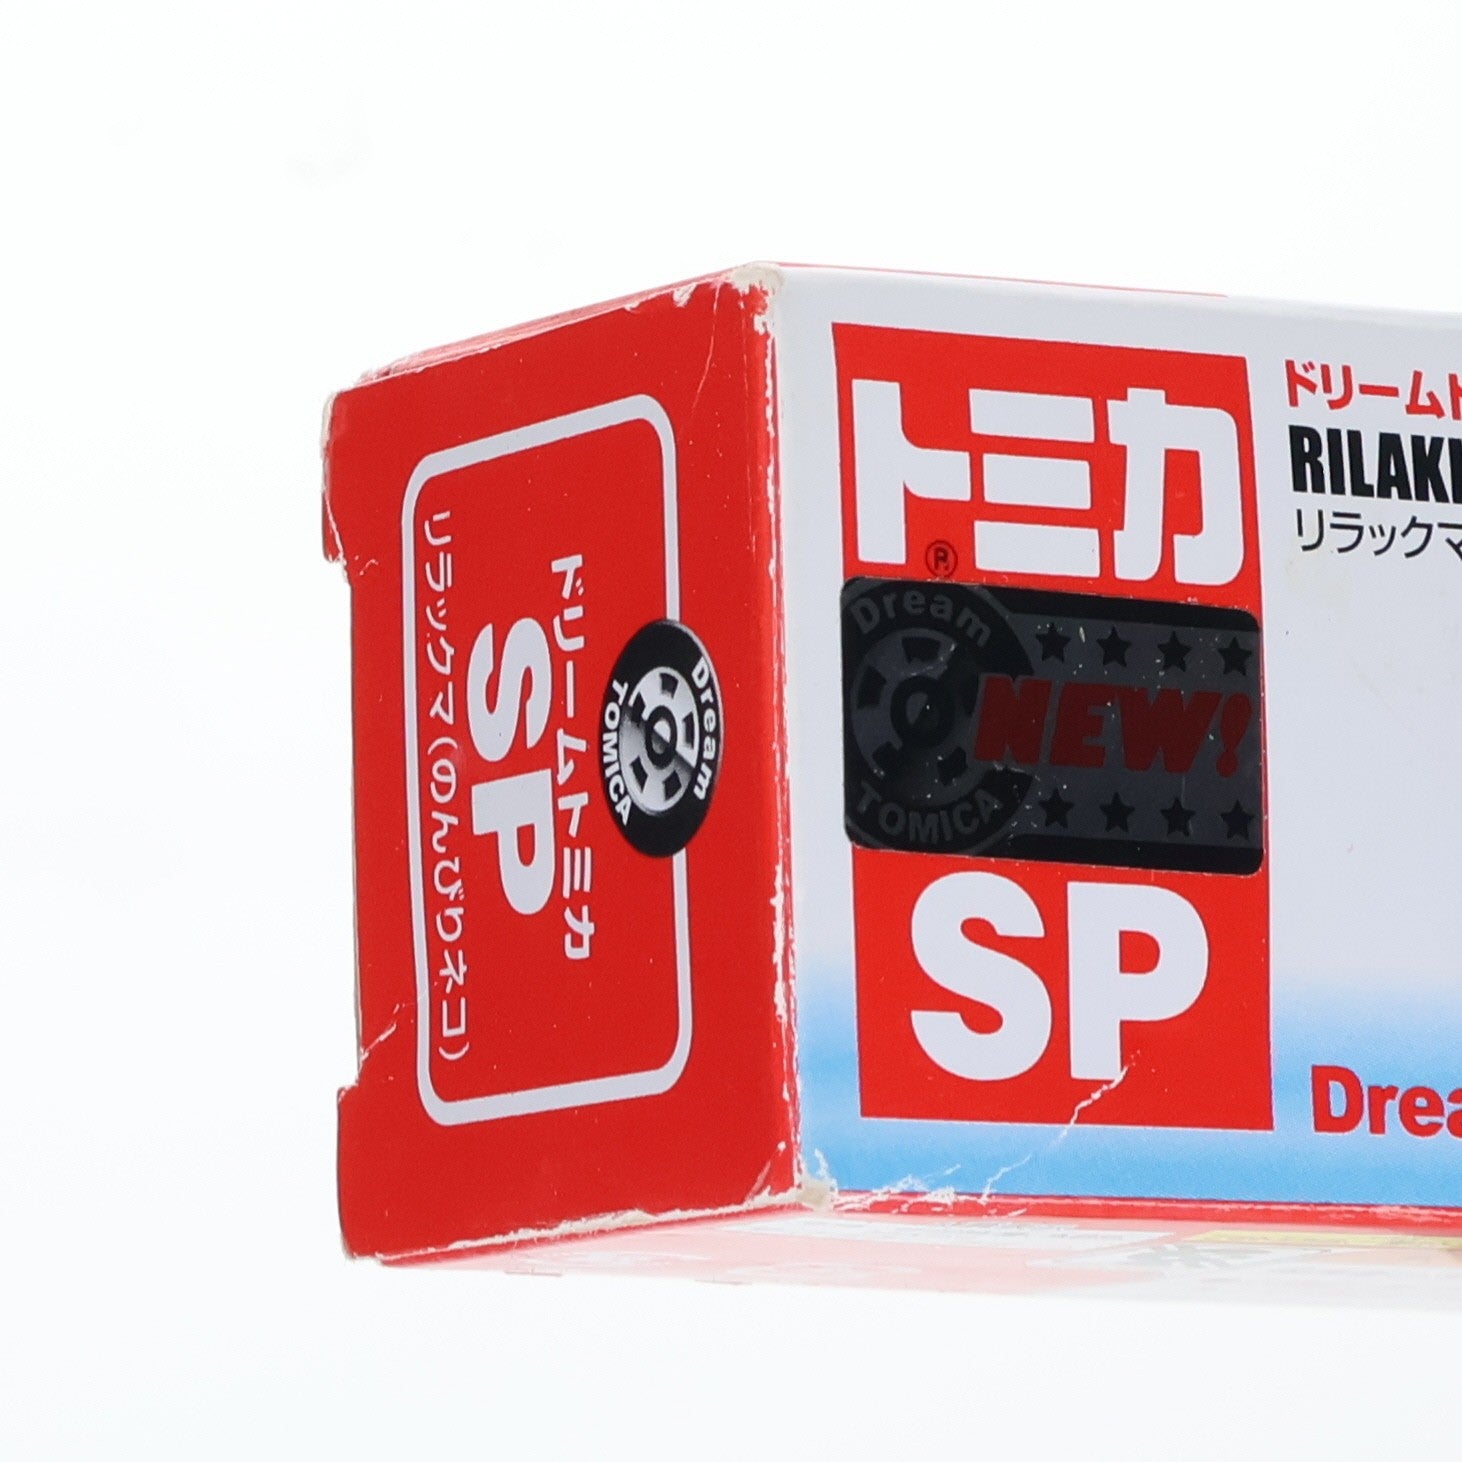 リラックマ(のんびりネコ)
ドリームトミカ
SP
Dream
TOMICA
トミカ
®
Dream
TOMICA
NEW!
SP
ドリームト
RILAK
リラックマ
Drea